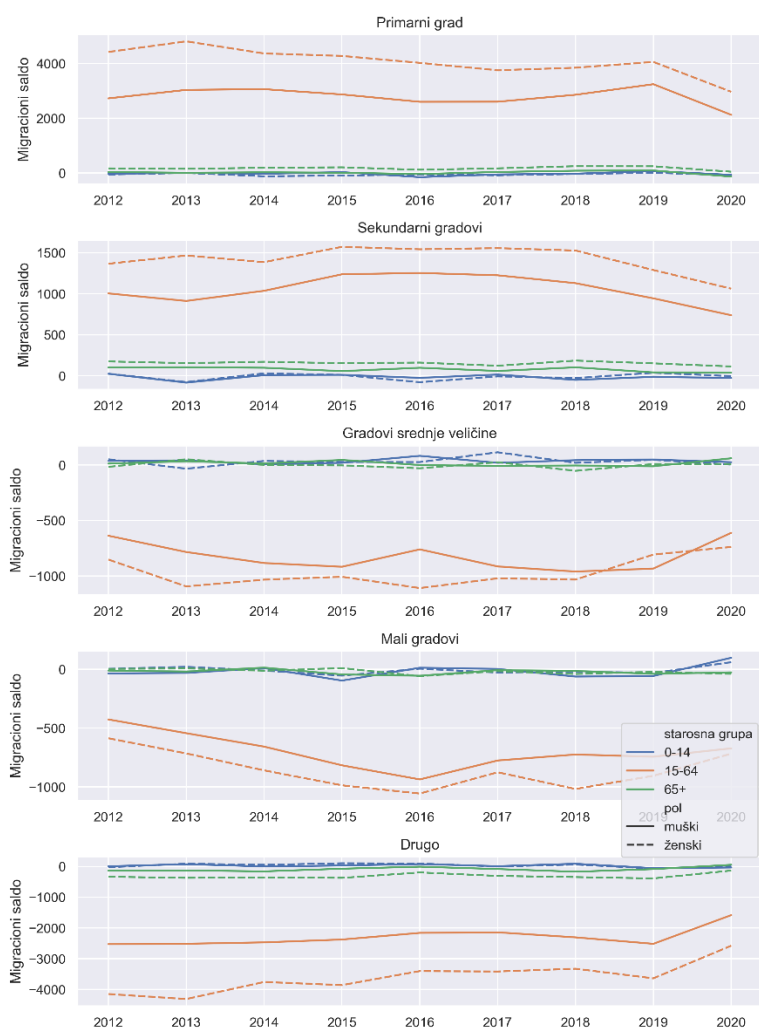 Primarni grad
Migracioni saldo
4000
2000
0
2012 2013 2014 2015 2016 2017 2018 2019 2020
Sekundarni gradovi
Migracioni saldo
1500
1000
500
0
2012 2013 2014 2015 2016 2017 2018 2019 2020
Gradovi srednje veličine
Migracioni saldo
0
−500
−1000
2012 2013 2014 2015 2016 2017 2018 2019 2020
Mali gradovi
Migracioni saldo
0
−500
−1000
starosna grupa
0-14
15-64
65+
pol
muški
ženski
2012 2013 2014 2015 2016 2017 2018 2019 2020
Drugo
Migracioni saldo
0
−1000
−2000
−3000
−4000
2012 2013 2014 2015 2016 2017 2018 2019 2020